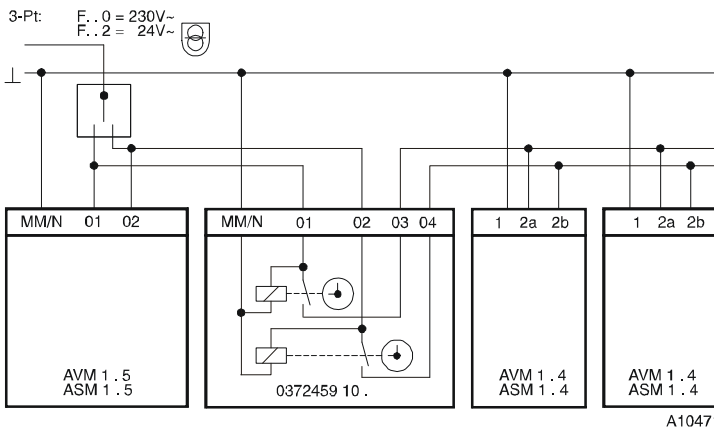 3-Pt: F. . 0 = 230V~
F. . 2 = 24V~
MM/N 01 02
MM/N 01 02 03 04
1 2a 2b
1 2a 2b
AVM 1 . 5
ASM 1 . 5
0372459 10 .
AVM 1 . 4
ASM 1 . 4
AVM 1 . 4
ASM 1 . 4
A1047